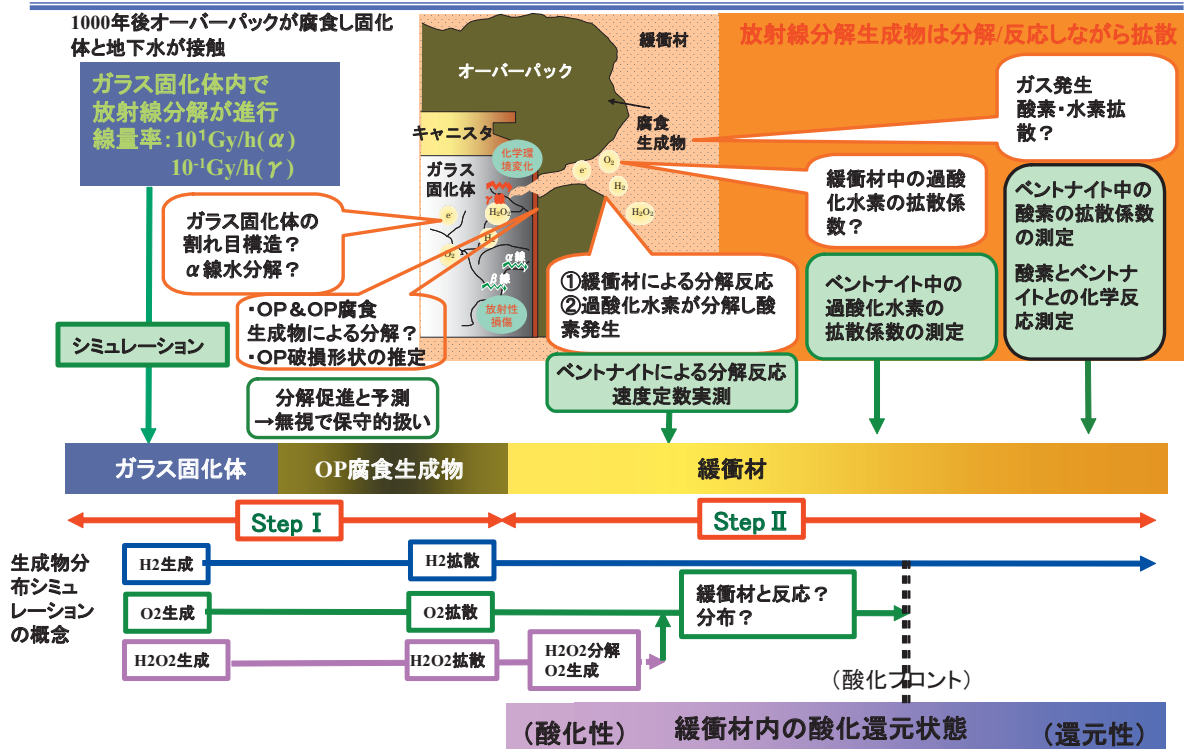 1000年後オーバーパックが腐食し固化
体と地下水が接触
放射線分解生成物は分解/反応しながら拡散
ガラス固化体内で
放射線分解が進行
線量率:10¹Gy/h(α)
10⁻¹Gy/h(γ)
緩衝材
オーバーパック
キャニスタ
腐食
生成物
ガラス
固化体
化学環
境変化
γ線
e⁻
O₂
H₂
H₂O₂
e⁻
H₂O₂
H₂
O₂
α線
β線
放射性
損傷
ガス発生
酸素・水素拡
散?
緩衝材中の過酸
化水素の拡散係
数?
ベントナイト中の
酸素の拡散係数
の測定
酸素とベントナ
イトとの化学反
応測定
ガラス固化体の
割れ目構造?
α線水分解?
①緩衝材による分解反応
②過酸化水素が分解し酸
素発生
ベントナイト中の
過酸化水素の
拡散係数の測定
・OP&OP腐食
生成物による分解?
・OP破損形状の推定
シミュレーション
分解促進と予測
→無視で保守的扱い
ベントナイトによる分解反応
速度定数実測
ガラス固化体
OP腐食生成物
緩衝材
Step Ⅰ
Step Ⅱ
生成物分
布シミュ
レーション
の概念
H2生成
H2拡散
O2生成
O2拡散
緩衝材と反応?
分布?
H2O2生成
H2O2拡散
H2O2分解
O2生成
(酸化フロント)
(酸化性)
緩衝材内の酸化還元状態
(還元性)